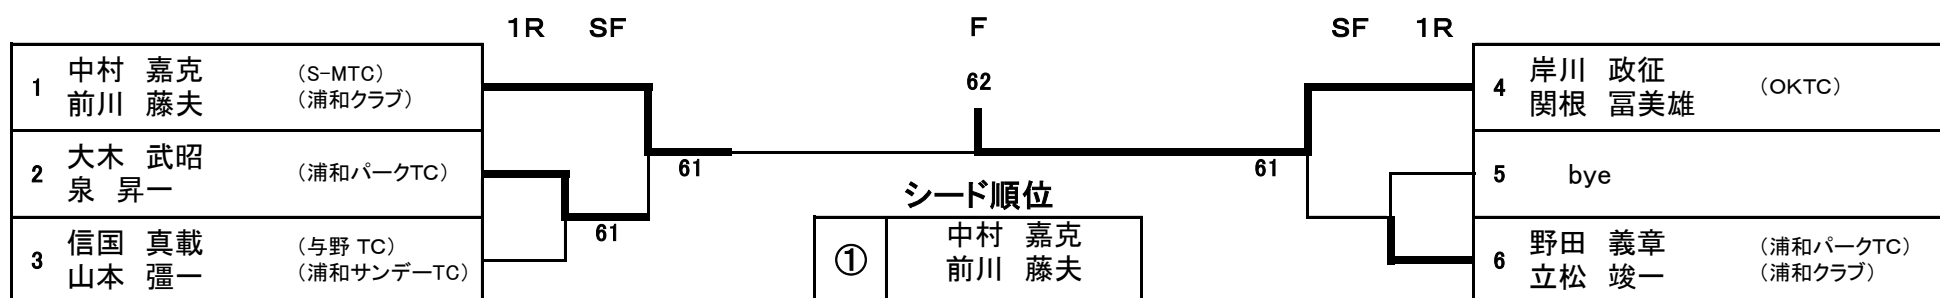 1R SF F SF 1R
1 中村 嘉克 (S-MTC)
前川 藤夫 (浦和クラブ)
2 大木 武昭 (浦和パークTC)
泉 昇一
3 信国 真載 (与野 TC)
山本 彊一 (浦和サンデーTC)
61
61
62
61
シード順位
① 中村 嘉克
前川 藤夫
4 岸川 政征 (OKTC)
関根 冨美雄
5 bye
6 野田 義章 (浦和パークTC)
立松 竣一 (浦和クラブ)